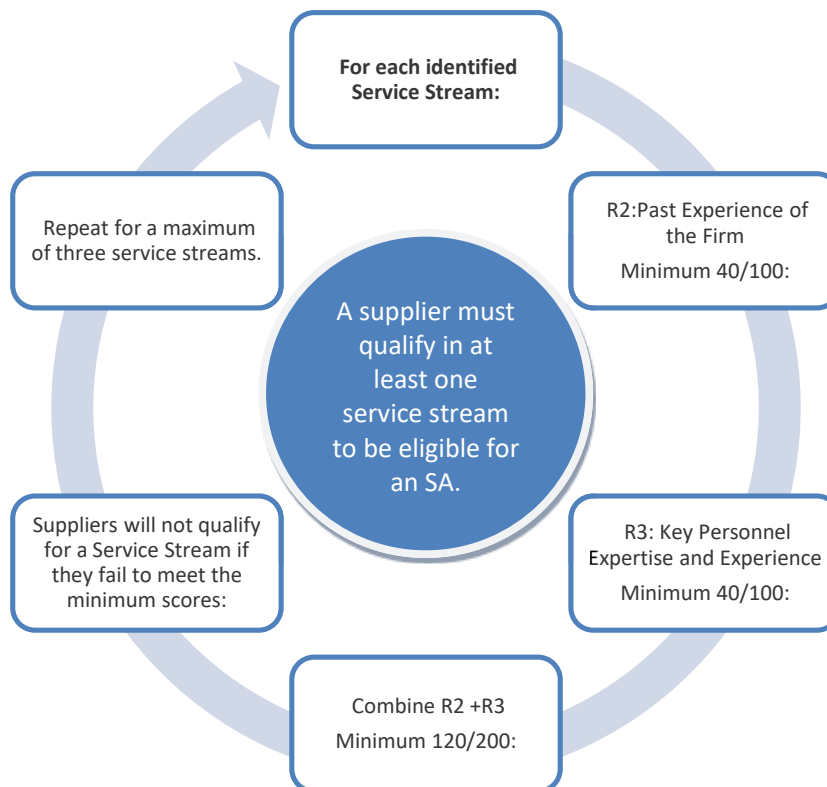 For each identified
Service Stream:
R2:Past Experience of
the Firm
Minimum 40/100:
R3: Key Personnel
Expertise and Experience
Minimum 40/100:
Combine R2 +R3
Minimum 120/200:
Suppliers will not qualify
for a Service Stream if
they fail to meet the
minimum scores:
Repeat for a maximum
of three service streams.
A supplier must
qualify in at
least one
service stream
to be eligible for
an SA.